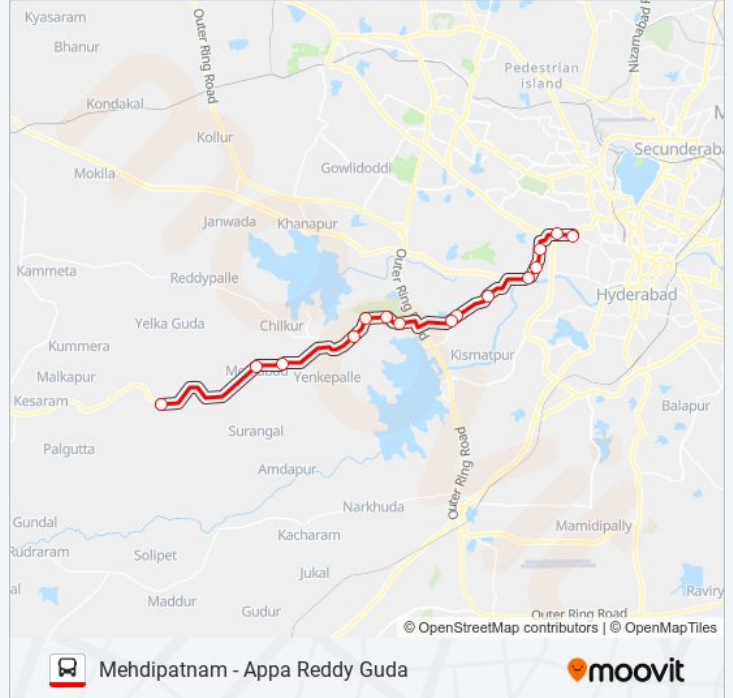 Kyasaram
Bhanur
Outer Ring Road
Nizamabad R
Pedestrian
island
Kondakal
Kollur
Secunderaba
Gowlidoddi
Mokila
Janwada
Khanapur
Kammeta
Reddypalle
Outer Ring Road
Hyderabad
Yelka Guda
Chilkur
Kummera
Kismatpur
Malkapur
Yenkepalle
Kesaram
Balapur
Surangal
Palgutta
Outer Ring Road
Amdapur
Narkhuda
Gundal
Mamidipally
Kacharam
Rudraram
Solipet
Jukal
al
Raviry
Maddur
Gudur
Outer Ring Road
© OpenStreetMap contributors | © OpenMapTiles
Mehdipatnam - Appa Reddy Guda
moovit